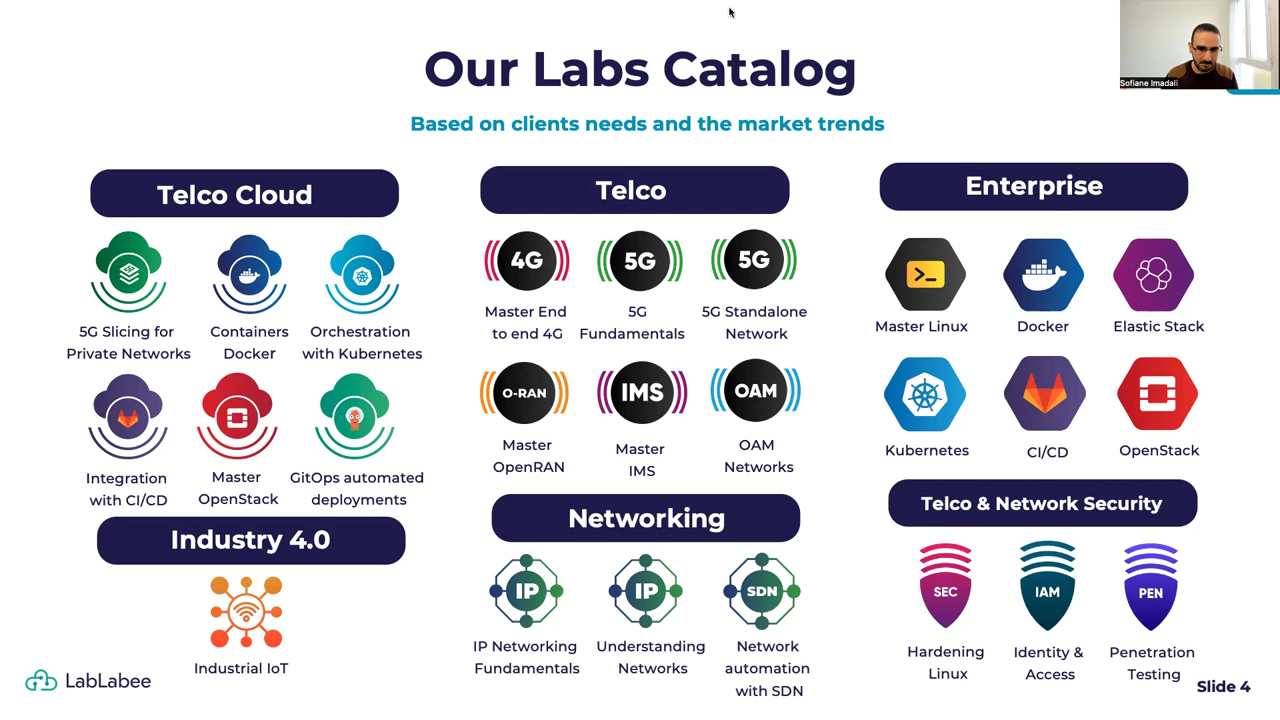 Our Labs Catalog
Based on clients needs and the market trends
Sofiane Imadali
Telco Cloud
5G Slicing for
Private Networks
Containers
Docker
Orchestration
with Kubernetes
Integration
with CI/CD
Master
OpenStack
GitOps automated
deployments
Industry 4.0
Industrial IoT
Telco
4G
Master End
to end 4G
5G
5G
Fundamentals
5G
5G Standalone
Network
O-RAN
Master
OpenRAN
IMS
Master
IMS
OAM
OAM
Networks
Networking
IP
IP Networking
Fundamentals
IP
Understanding
Networks
SDN
Network
automation
with SDN
Enterprise
>_
Master Linux
Docker
Elastic Stack
Kubernetes
CI/CD
OpenStack
Telco & Network Security
SEC
Hardening
Linux
IAM
Identity &
Access
PEN
Penetration
Testing
LabLabee
Slide 4